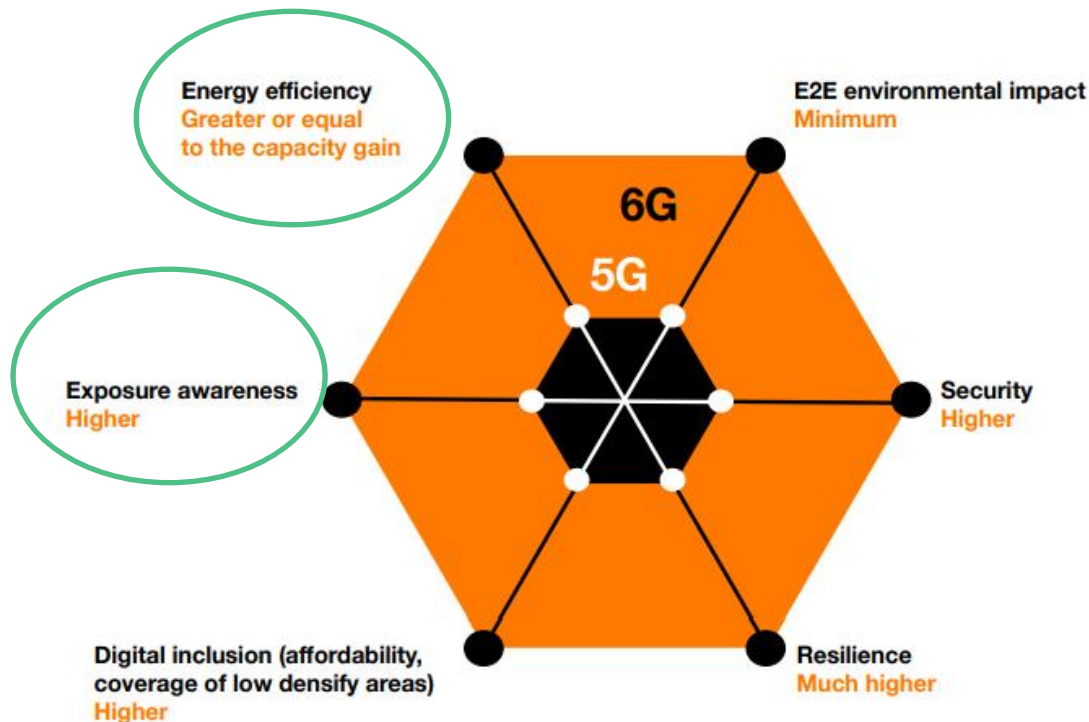 Energy efficiency
Greater or equal
to the capacity gain
E2E environmental impact
Minimum
6G
5G
Exposure awareness
Higher
Security
Higher
Digital inclusion (affordability,
coverage of low densify areas)
Higher
Resilience
Much higher